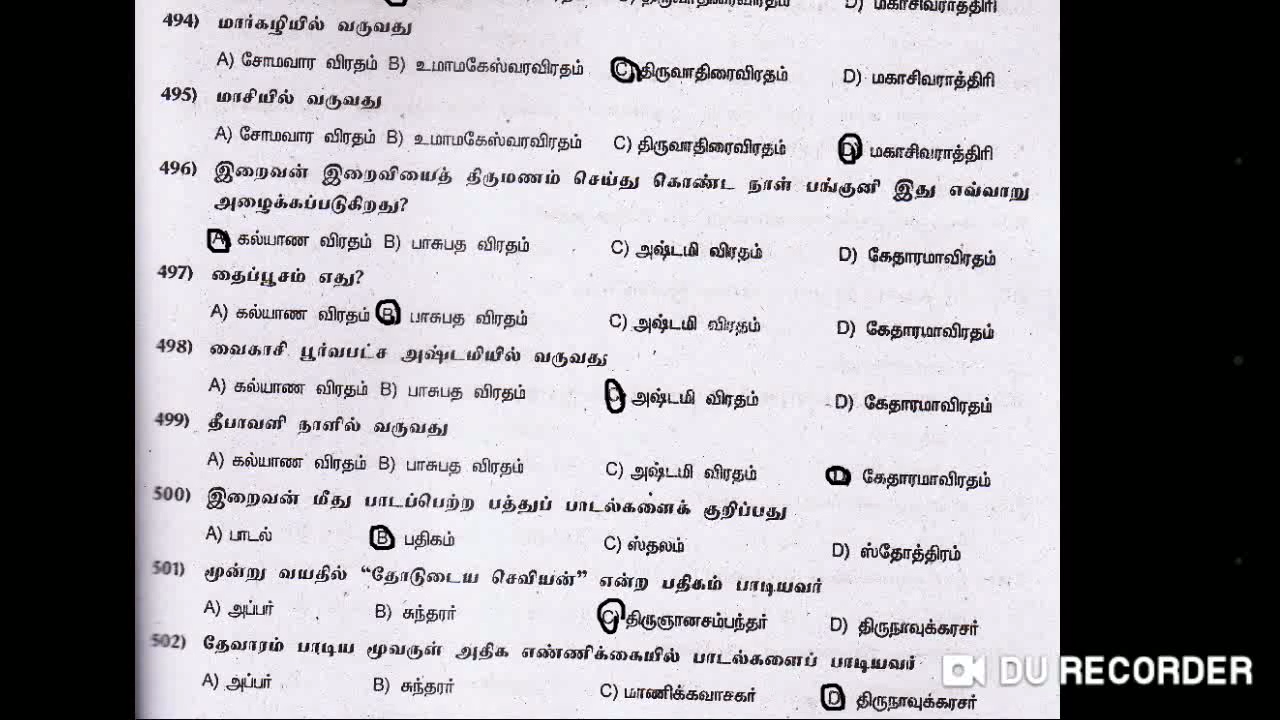 D) மகாசிவராத்திரி
494) மார்கழியில் வருவது
A) சோமவார விரதம் B) உமாமகேஸ்வரவிரதம் C) திருவாதிரைவிரதம் D) மகாசிவராத்திரி
495) மாசியில் வருவது
A) சோமவார விரதம் B) உமாமகேஸ்வரவிரதம் C) திருவாதிரைவிரதம் D) மகாசிவராத்திரி
496) இறைவன் இறைவியைத் திருமணம் செய்து கொண்ட நாள் பங்குனி இது எவ்வாறு
அழைக்கப்படுகிறது?
A) கல்யாண விரதம் B) பாசுபத விரதம் C) அஷ்டமி விரதம் D) கேதாரமாவிரதம்
497) தைப்பூசம் எது?
A) கல்யாண விரதம் B) பாசுபத விரதம் C) அஷ்டமி விரதம் D) கேதாரமாவிரதம்
498) வைகாசி பூர்வபட்ச அஷ்டமியில் வருவது
A) கல்யாண விரதம் B) பாசுபத விரதம் C) அஷ்டமி விரதம் D) கேதாரமாவிரதம்
499) தீபாவளி நாளில் வருவது
A) கல்யாண விரதம் B) பாசுபத விரதம் C) அஷ்டமி விரதம் D) கேதாரமாவிரதம்
500) இறைவன் மீது பாடப்பெற்ற பத்துப் பாடல்களைக் குறிப்பது
A) பாடல் B) பதிகம் C) ஸ்தலம் D) ஸ்தோத்திரம்
501) மூன்று வயதில் "தோடுடைய செவியன்" என்ற பதிகம் பாடியவர்
A) அப்பர் B) சுந்தரர் C) திருஞானசம்பந்தர் D) திருநாவுக்கரசர்
502) தேவாரம் பாடிய மூவருள் அதிக எண்ணிக்கையில் பாடல்களைப் பாடியவர்
A) அப்பர் B) சுந்தரர் C) மாணிக்கவாசகர் D திருநாவுக்கரசர்
DU RECORDER